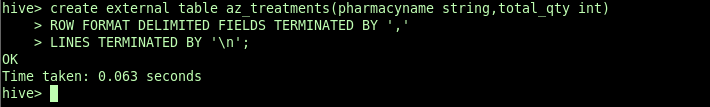 hive> create external table az_treatments(pharmacyname string,total_qty int)
    > ROW FORMAT DELIMITED FIELDS TERMINATED BY ','
    > LINES TERMINATED BY '\n';
OK
Time taken: 0.063 seconds
hive>